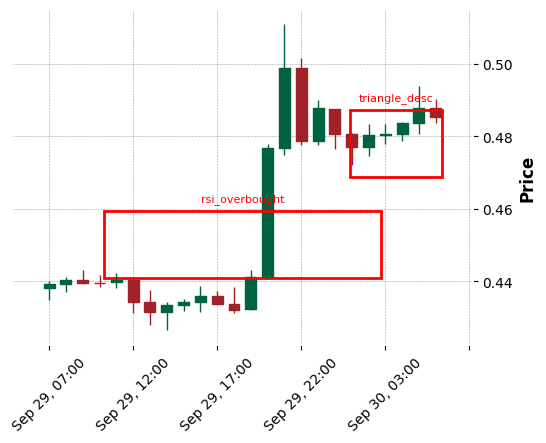 0.50
triangle_desc
0.48
Price
rsi_overbought
0.46
0.44
Sep 29, 07:00
Sep 29, 12:00
Sep 29, 17:00
Sep 29, 22:00
Sep 30, 03:00